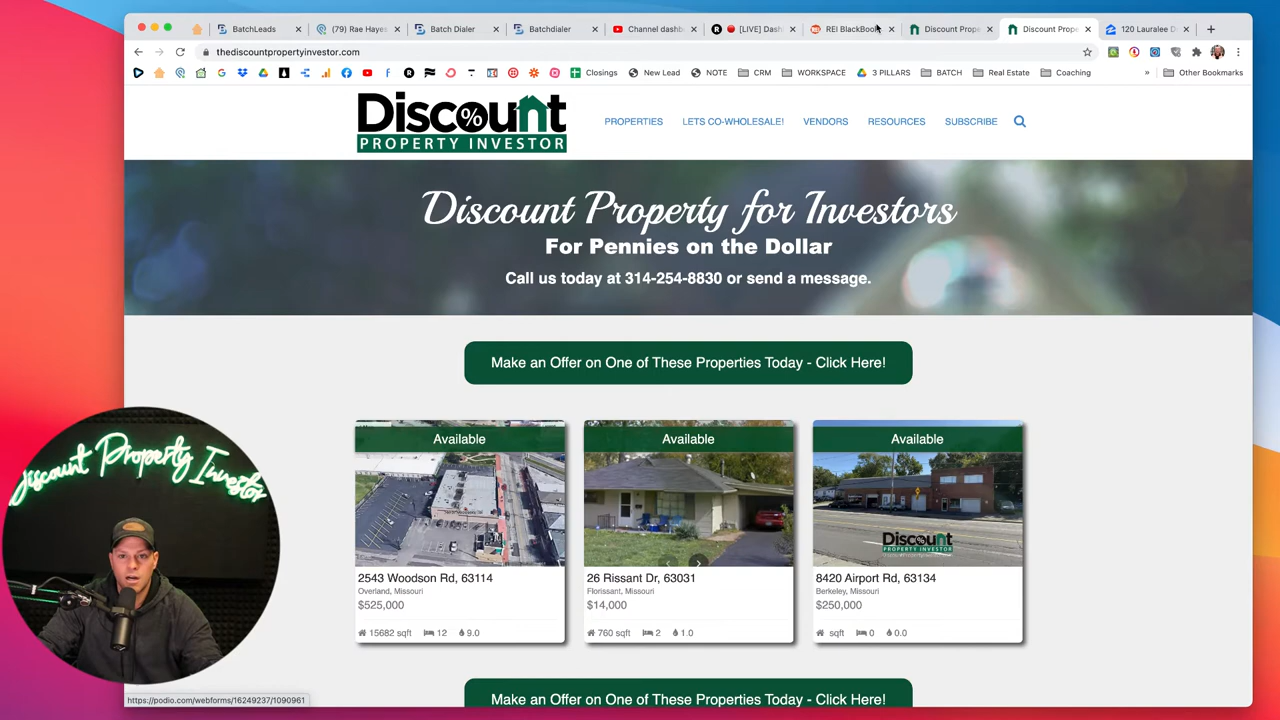 BatchLeads
(79) Rae Hayes
Batch Dialer
Batchdialer
Channel dashb
[LIVE] Dash
REI BlackBook
Discount Prope
Discount Prope
120 Lauralee D
thediscountpropertyinvestor.com
Closings
New Lead
NOTE
CRM
WORKSPACE
3 PILLARS
BATCH
Real Estate
Coaching
»
Other Bookmarks
Discount
PROPERTY INVESTOR
PROPERTIES
LETS CO-WHOLESALE!
VENDORS
RESOURCES
SUBSCRIBE
Discount Property for Investors
For Pennies on the Dollar
Call us today at 314-254-8830 or send a message.
Make an Offer on One of These Properties Today - Click Here!
Available
Available
Available
Discount
PROPERTY INVESTOR
2543 Woodson Rd, 63114
Overland, Missouri
$525,000
15682 sqft 12 9.0
26 Rissant Dr, 63031
Florissant, Missouri
$14,000
760 sqft 2 1.0
8420 Airport Rd, 63134
Berkeley, Missouri
$250,000
sqft 0 0.0
Make an Offer on One of These Properties Today - Click Here!
Discount Property Investor
https://podio.com/webforms/16249237/1090961